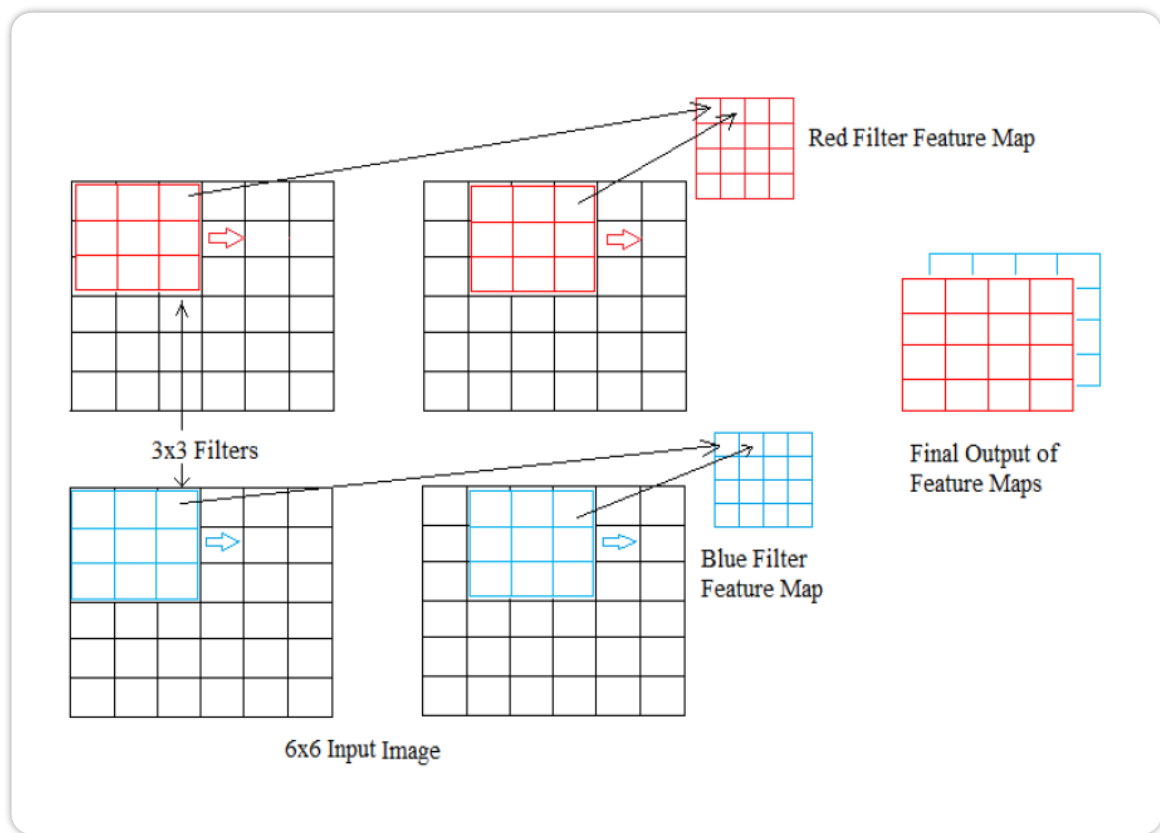 Red Filter Feature Map
3x3 Filters
Final Output of
Feature Maps
Blue Filter
Feature Map
6x6 Input Image